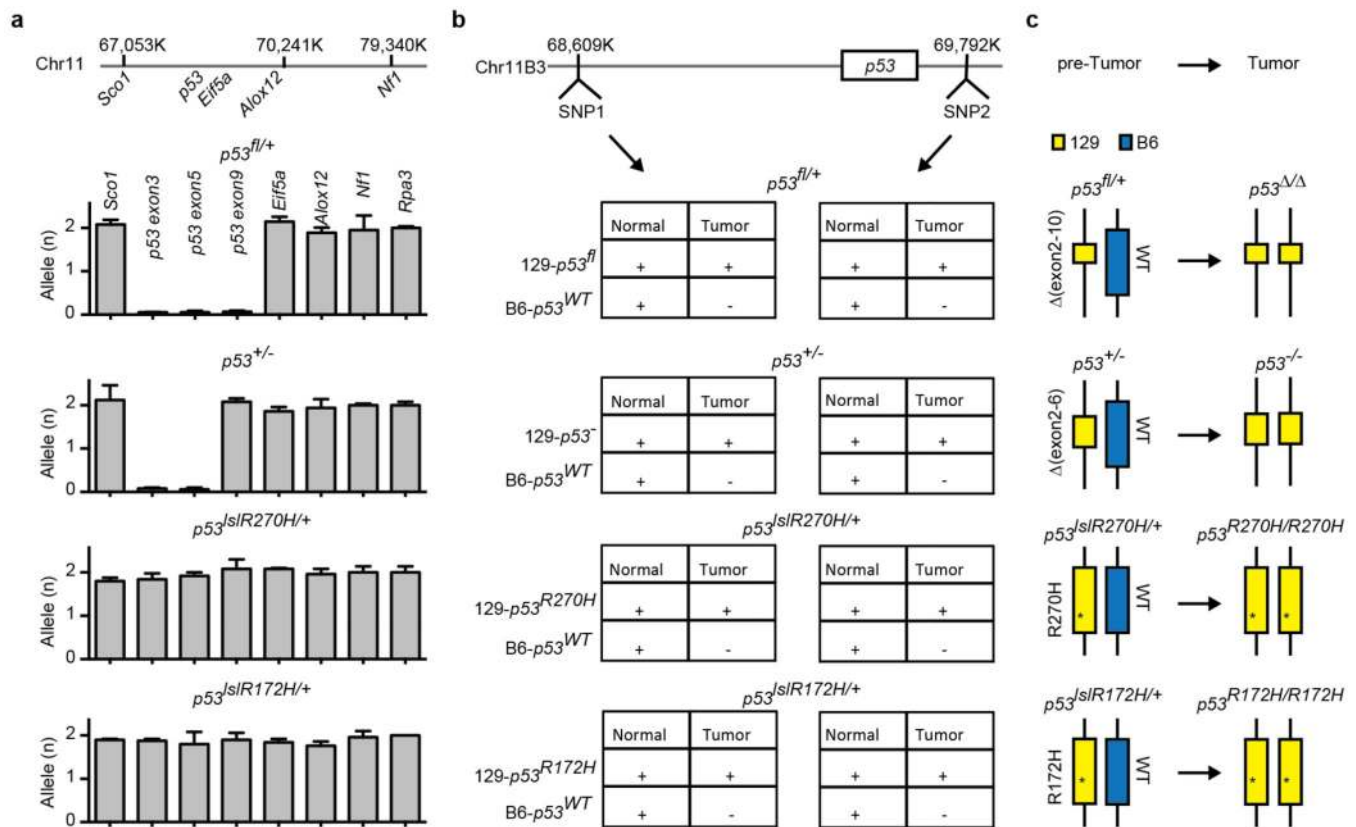 a
67,053K 70,241K 79,340K
Chr11
Sco1 p53 Eif5a Alox12 Nf1
p53fl/+
Sco1 p53 exon3 p53 exon5 p53 exon9 Eif5a Alox12 Nf1 Rpa3
Allele (n)
2
1
0
p53+/-
Allele (n)
2
1
0
p53lslR270H/+
Allele (n)
2
1
0
p53lslR172H/+
Allele (n)
2
1
0
b
68,609K 69,792K
Chr11B3 p53
SNP1 SNP2
p53fl/+
Normal Tumor Normal Tumor
129-p53fl + + + +
B6-p53WT + - + -
p53+/-
Normal Tumor Normal Tumor
129-p53- + + + +
B6-p53WT + - + -
p53lslR270H/+
Normal Tumor Normal Tumor
129-p53R270H + + + +
B6-p53WT + - + -
p53lslR172H/+
Normal Tumor Normal Tumor
129-p53R172H + + + +
B6-p53WT + - + -
c
pre-Tumor Tumor
129 B6
p53fl/+ p53Δ/Δ
Δ(exon2-10) WT
p53+/- p53-/-
Δ(exon2-6) WT
p53lslR270H/+ p53R270H/R270H
R270H * WT * *
p53lslR172H/+ p53R172H/R172H
R172H * WT * *